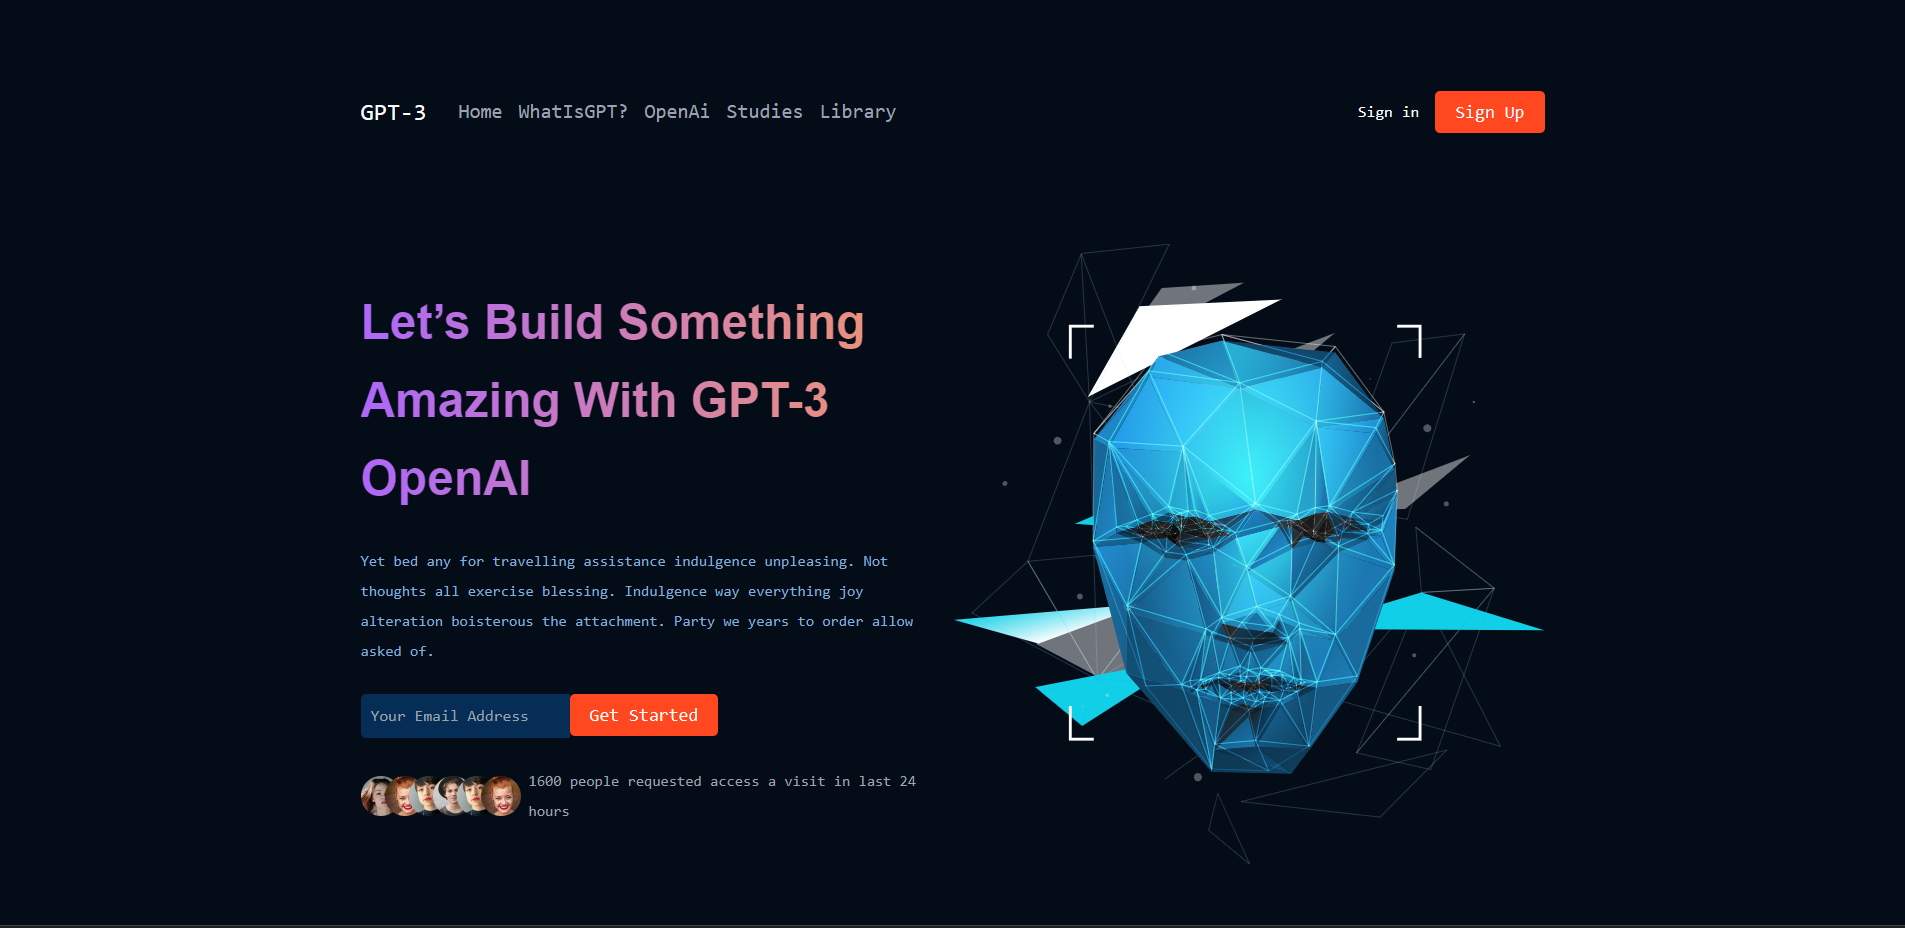 GPT-3 Home WhatIsGPT? OpenAi Studies Library Sign in Sign Up
Let’s Build Something
Amazing With GPT-3
OpenAI
Yet bed any for travelling assistance indulgence unpleasing. Not
thoughts all exercise blessing. Indulgence way everything joy
alteration boisterous the attachment. Party we years to order allow
asked of.
Your Email Address Get Started
1600 people requested access a visit in last 24
hours